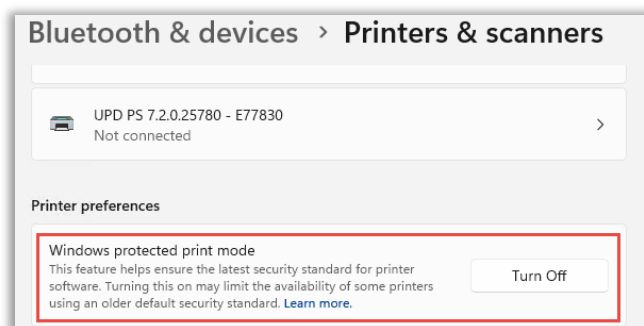 Bluetooth & devices > Printers & scanners
UPD PS 7.2.0.25780 - E77830
Not connected
Printer preferences
Windows protected print mode
This feature helps ensure the latest security standard for printer
software. Turning this on may limit the availability of some printers
using an older default security standard. Learn more.
Turn Off